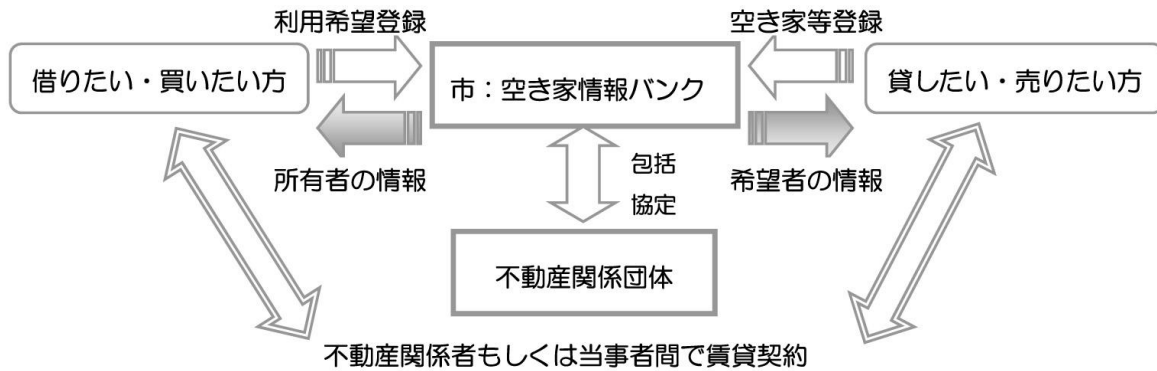 利用希望登録
空き家等登録
借りたい・買いたい方
市：空き家情報バンク
貸したい・売りたい方
所有者の情報
包括
協定
希望者の情報
不動産関係団体
不動産関係者もしくは当事者間で賃貸契約